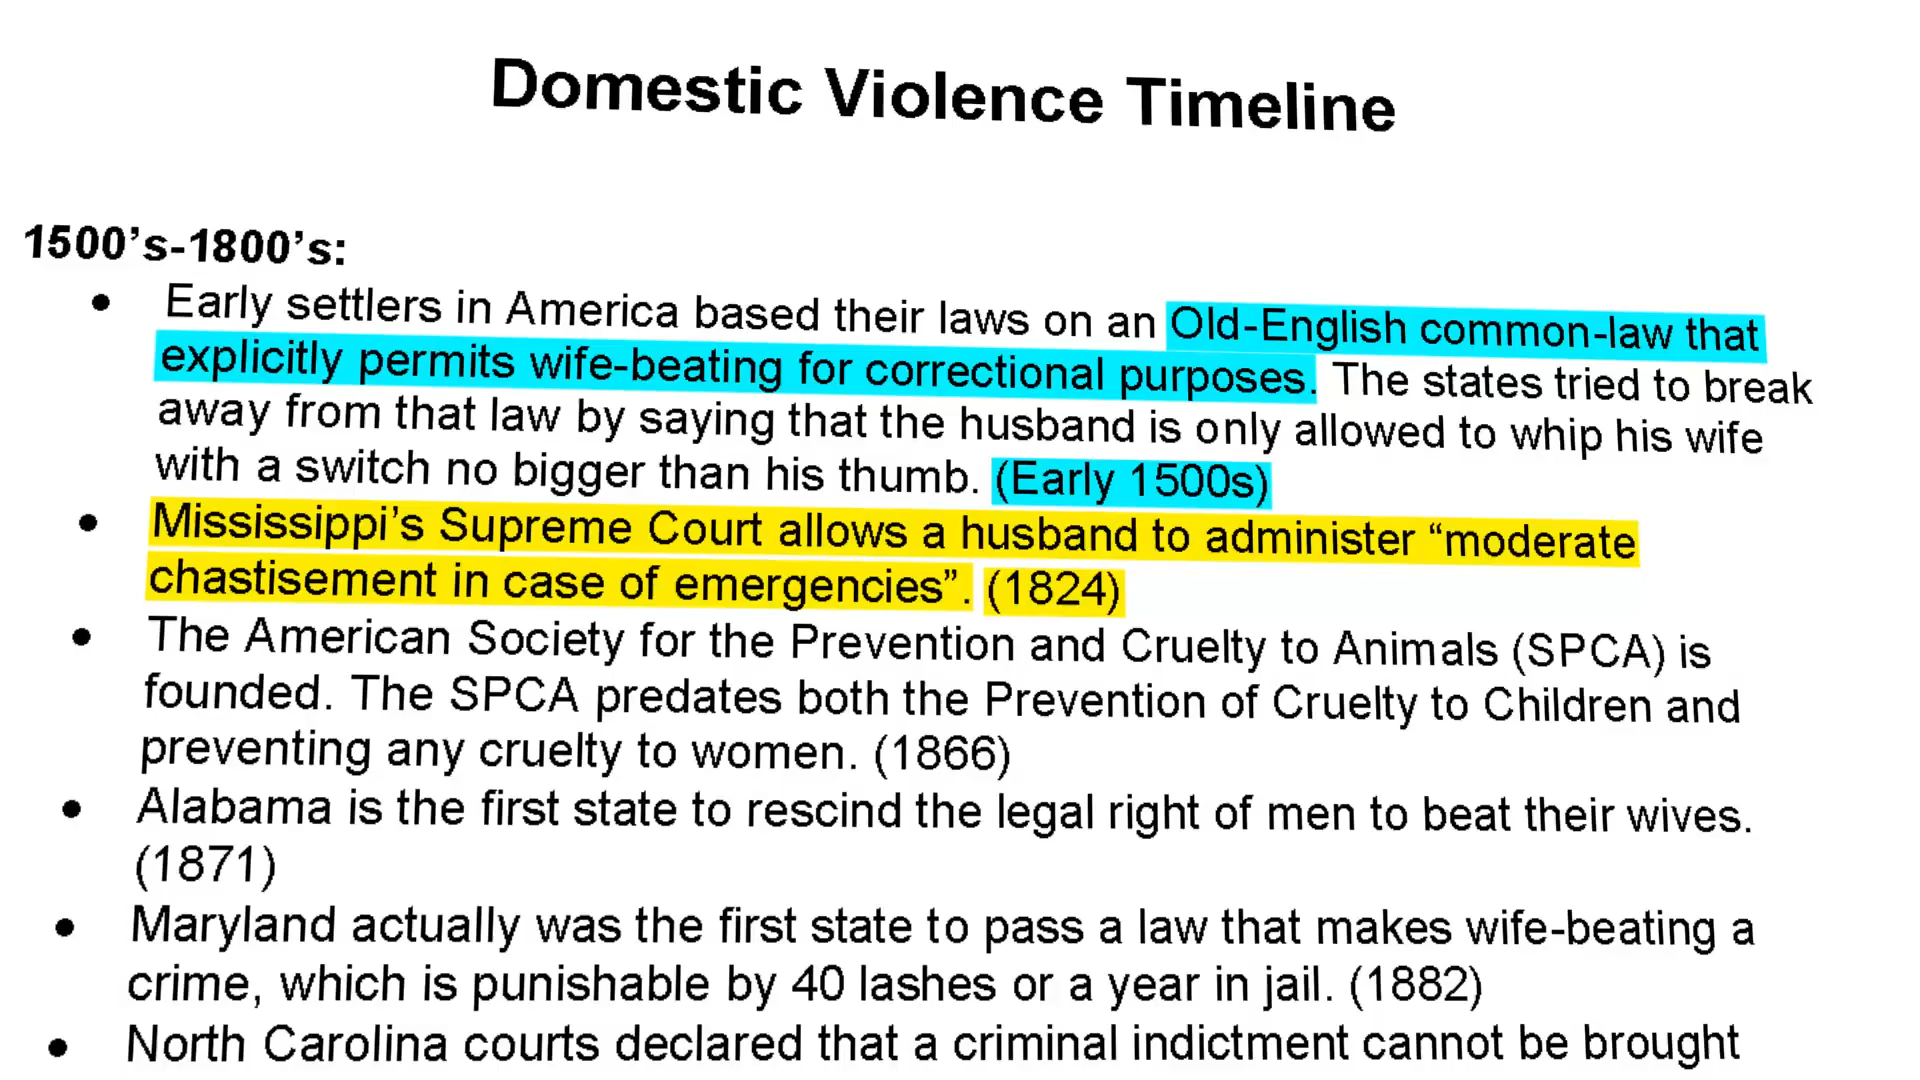 Domestic Violence Timeline
1500’s-1800’s:
• Early settlers in America based their laws on an Old-English common-law that
explicitly permits wife-beating for correctional purposes. The states tried to break
away from that law by saying that the husband is only allowed to whip his wife
with a switch no bigger than his thumb. (Early 1500s)
• Mississippi’s Supreme Court allows a husband to administer “moderate
chastisement in case of emergencies”. (1824)
• The American Society for the Prevention and Cruelty to Animals (SPCA) is
founded. The SPCA predates both the Prevention of Cruelty to Children and
preventing any cruelty to women. (1866)
• Alabama is the first state to rescind the legal right of men to beat their wives.
(1871)
• Maryland actually was the first state to pass a law that makes wife-beating a
crime, which is punishable by 40 lashes or a year in jail. (1882)
• North Carolina courts declared that a criminal indictment cannot be brought